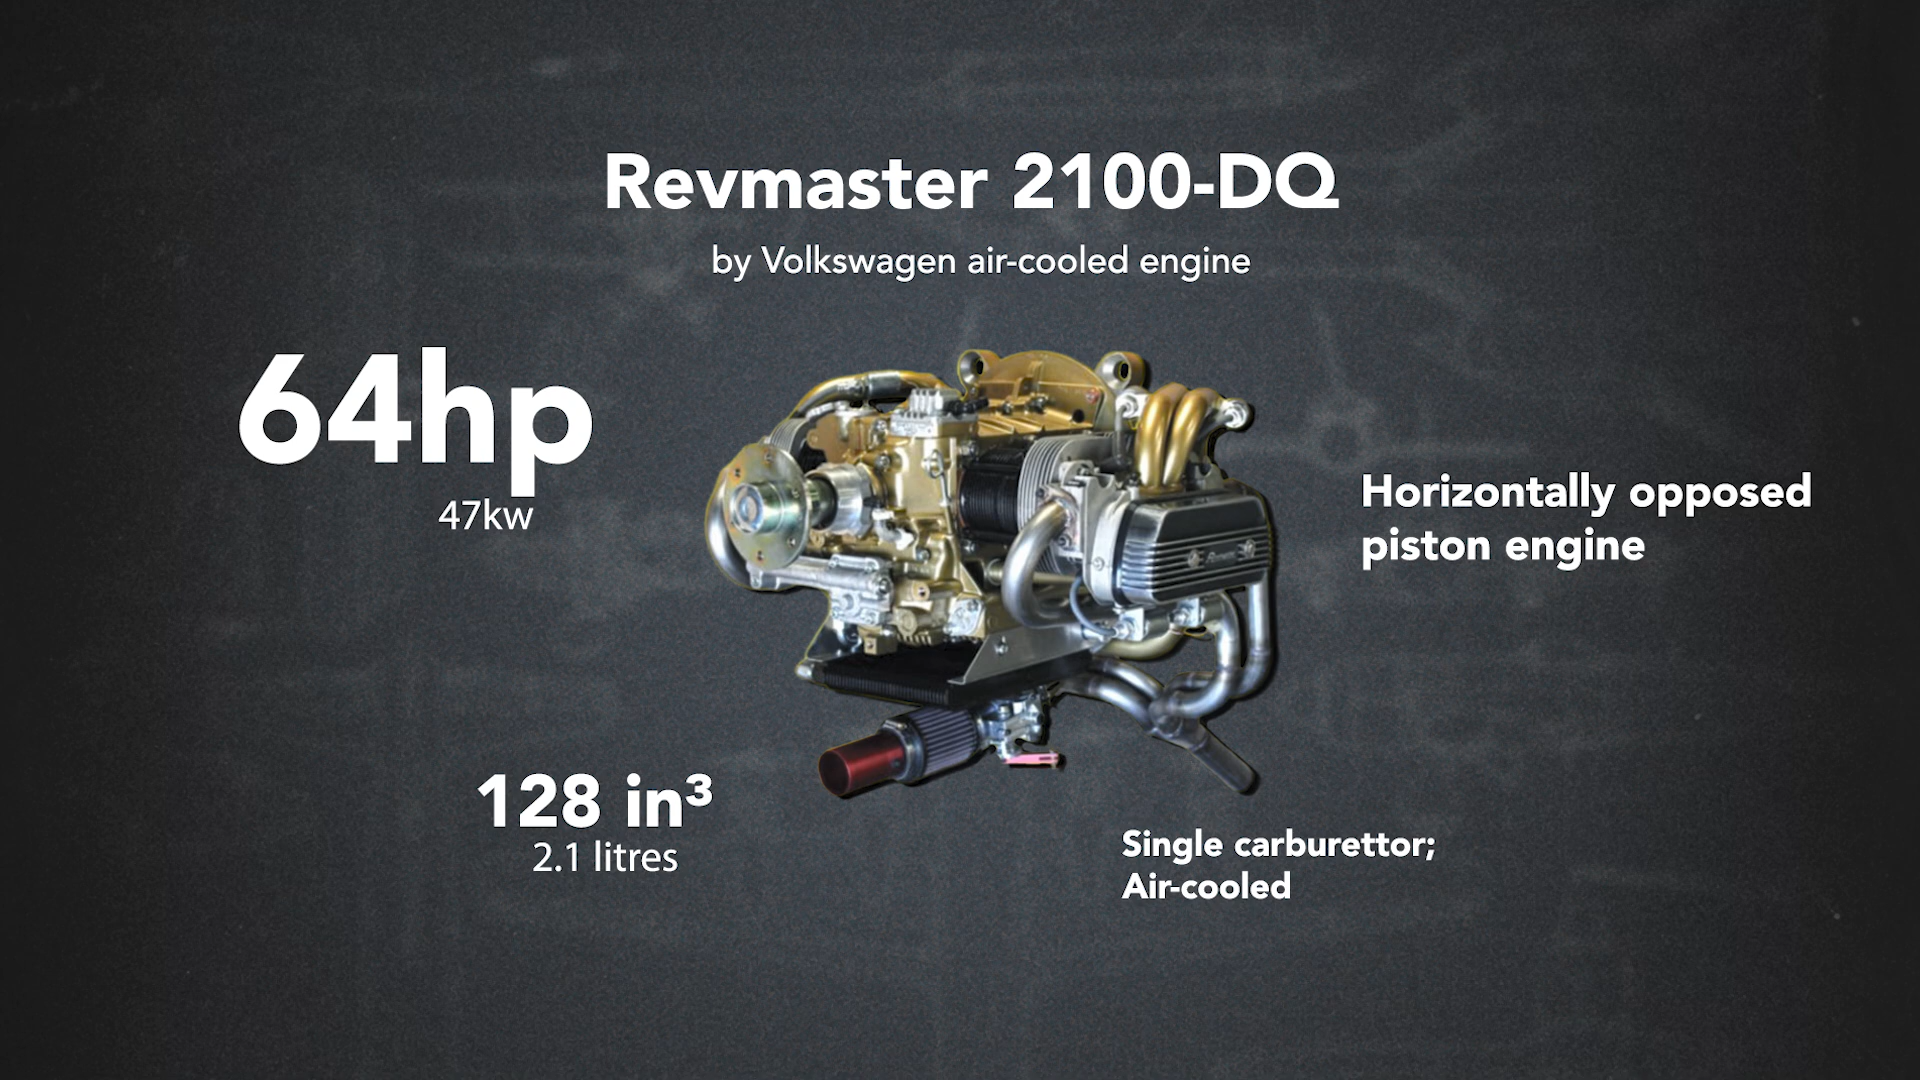 Revmaster 2100-DQ
by Volkswagen air-cooled engine
64hp
47kw
Horizontally opposed
piston engine
128 in³
2.1 litres
Single carburettor;
Air-cooled